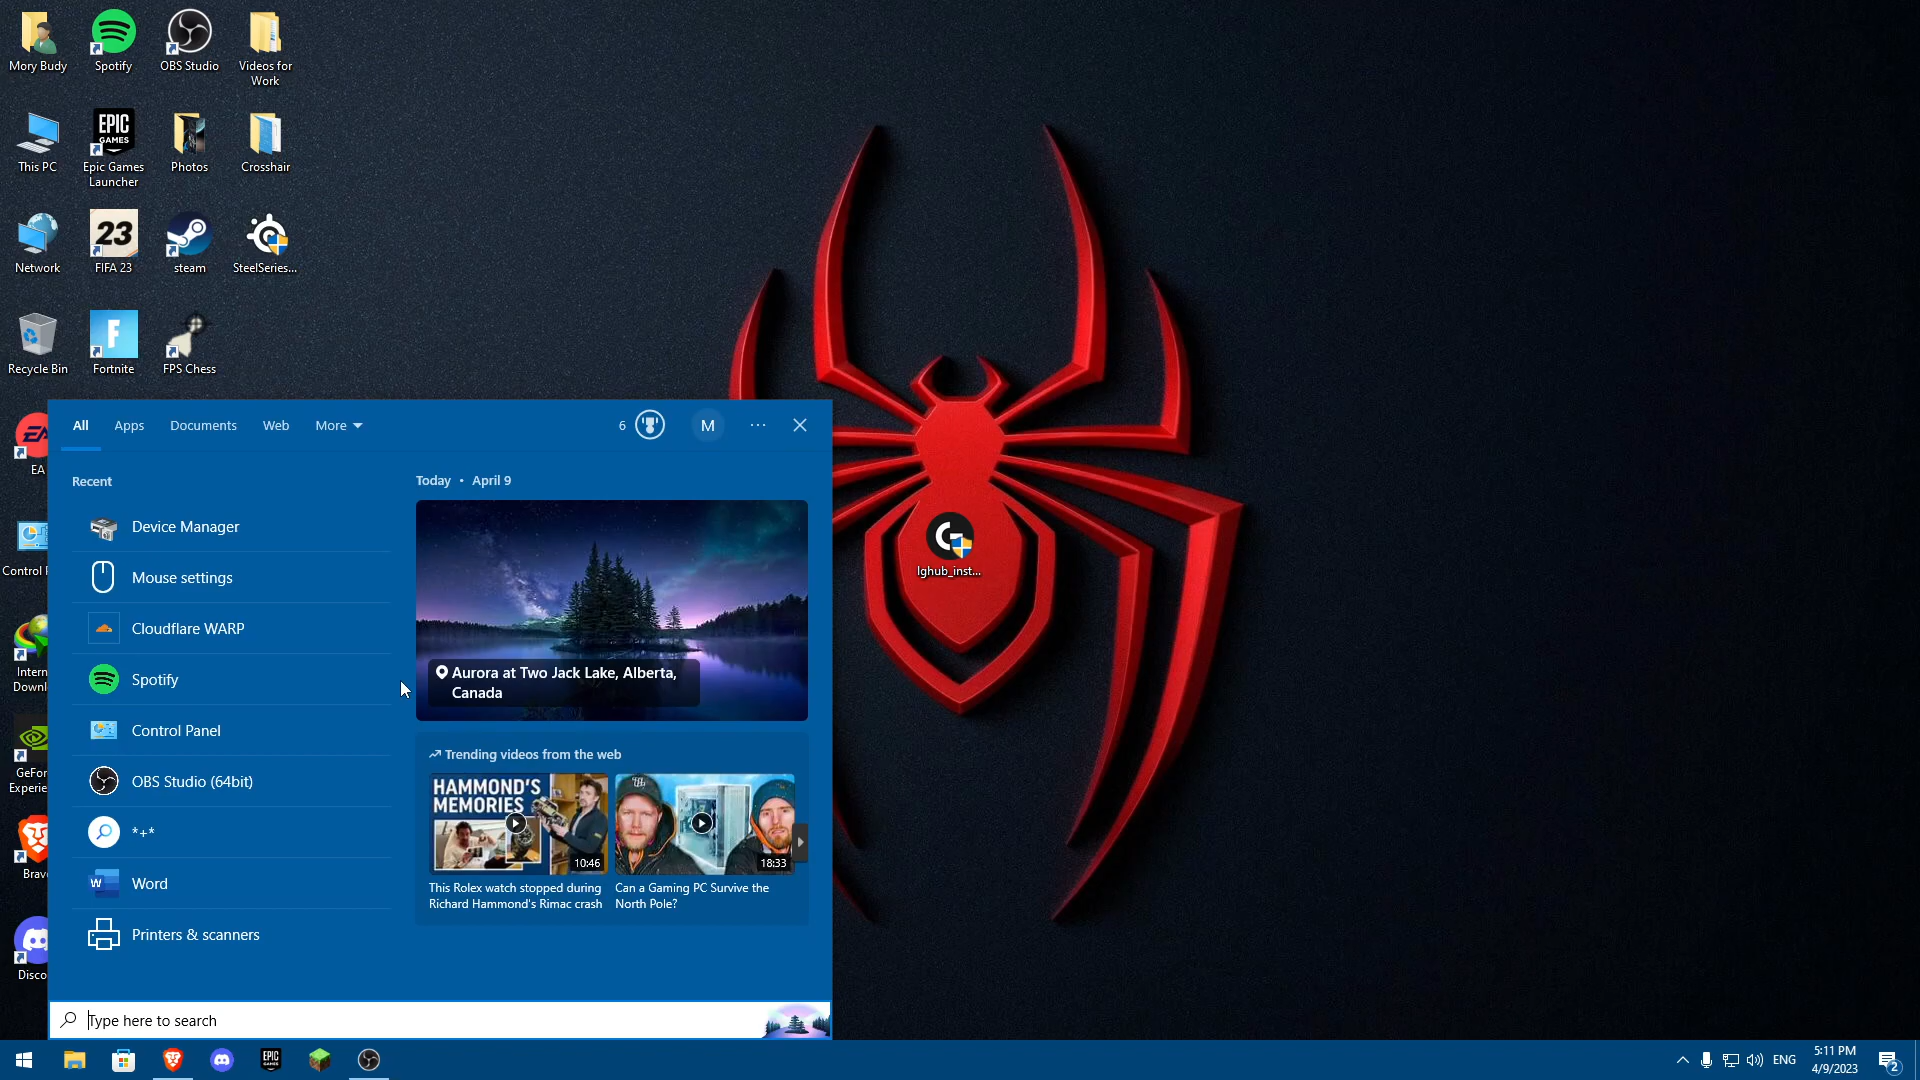 Mory Budy
Spotify
OBS Studio
Videos for
Work
This PC
EPIC
GAMES
Epic Games
Launcher
Photos
Crosshair
Network
23
FIFA 23
steam
SteelSeries...
Recycle Bin
F
Fortnite
FPS Chess
EA
All
Apps
Documents
Web
More
6
M
Recent
Device Manager
Mouse settings
Cloudflare WARP
Spotify
Control Panel
OBS Studio (64bit)
*+*
Word
Printers & scanners
Today • April 9
Aurora at Two Jack Lake, Alberta,
Canada
Trending videos from the web
HAMMOND'S
MEMORIES
10:46
18:33
This Rolex watch stopped during
Richard Hammond's Rimac crash
Can a Gaming PC Survive the
North Pole?
Type here to search
lghub_inst...
Control
Intern
Downl
GeFor
Experie
Brav
Disco
EPIC
GAMES
ENG
5:11 PM
4/9/2023
2